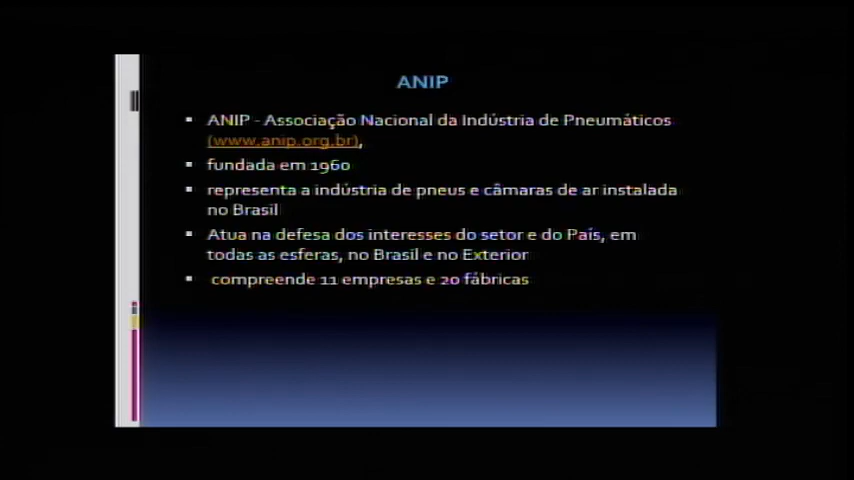 ANIP
▪ ANIP - Associação Nacional da Indústria de Pneumáticos
(www.anip.org.br),
▪ fundada em 1960
▪ representa a indústria de pneus e câmaras de ar instalada
no Brasil
▪ Atua na defesa dos interesses do setor e do País, em
todas as esferas, no Brasil e no Exterior
▪ compreende 11 empresas e 20 fábricas